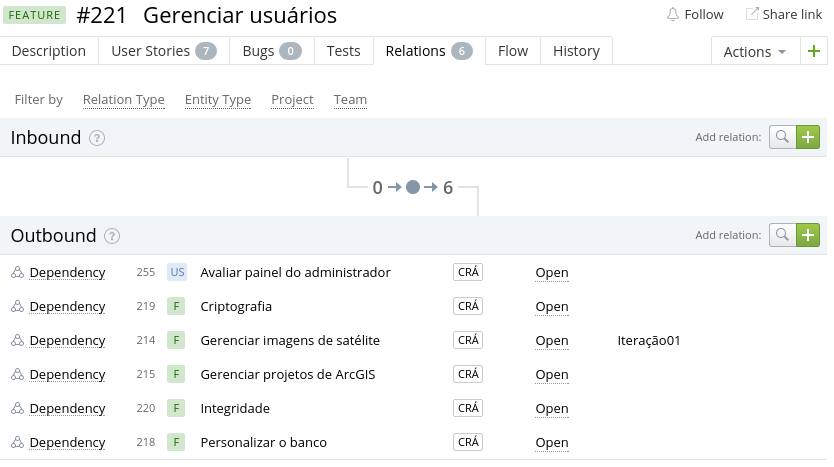 FEATURE #221 Gerenciar usuários Follow Share link
Description User Stories 7 Bugs 0 Tests Relations 6 Flow History Actions +
Filter by Relation Type Entity Type Project Team
Inbound ? Add relation: +
0 → → 6
Outbound ? Add relation: +
Dependency 255 US Avaliar painel do administrador CRÁ Open
Dependency 219 F Criptografia CRÁ Open
Dependency 214 F Gerenciar imagens de satélite CRÁ Open Iteração01
Dependency 215 F Gerenciar projetos de ArcGIS CRÁ Open
Dependency 220 F Integridade CRÁ Open
Dependency 218 F Personalizar o banco CRÁ Open